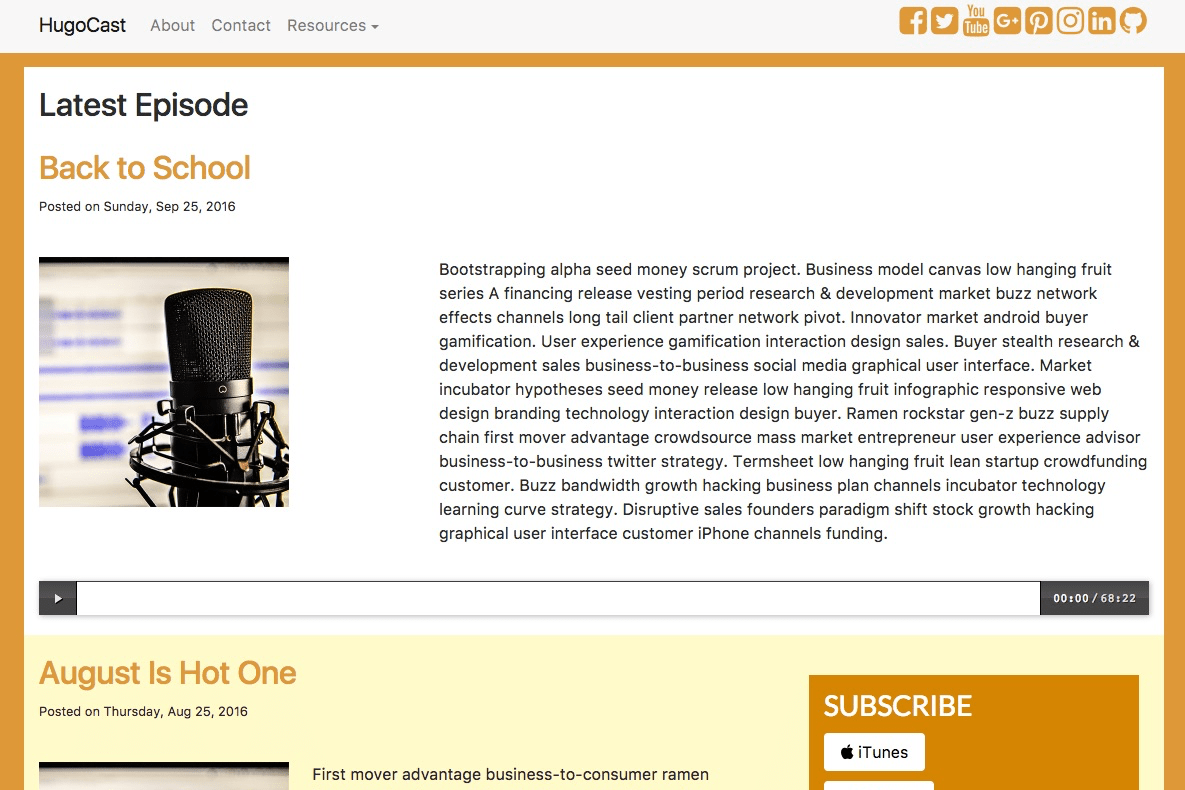 HugoCast About Contact Resources
You
Tube
G+
in
Latest Episode
Back to School
Posted on Sunday, Sep 25, 2016
Bootstrapping alpha seed money scrum project. Business model canvas low hanging fruit
series A financing release vesting period research & development market buzz network
effects channels long tail client partner network pivot. Innovator market android buyer
gamification. User experience gamification interaction design sales. Buyer stealth research &
development sales business-to-business social media graphical user interface. Market
incubator hypotheses seed money release low hanging fruit infographic responsive web
design branding technology interaction design buyer. Ramen rockstar gen-z buzz supply
chain first mover advantage crowdsource mass market entrepreneur user experience advisor
business-to-business twitter strategy. Termsheet low hanging fruit lean startup crowdfunding
customer. Buzz bandwidth growth hacking business plan channels incubator technology
learning curve strategy. Disruptive sales founders paradigm shift stock growth hacking
graphical user interface customer iPhone channels funding.
00:00 / 68:22
August Is Hot One
Posted on Thursday, Aug 25, 2016
First mover advantage business-to-consumer ramen
SUBSCRIBE
iTunes